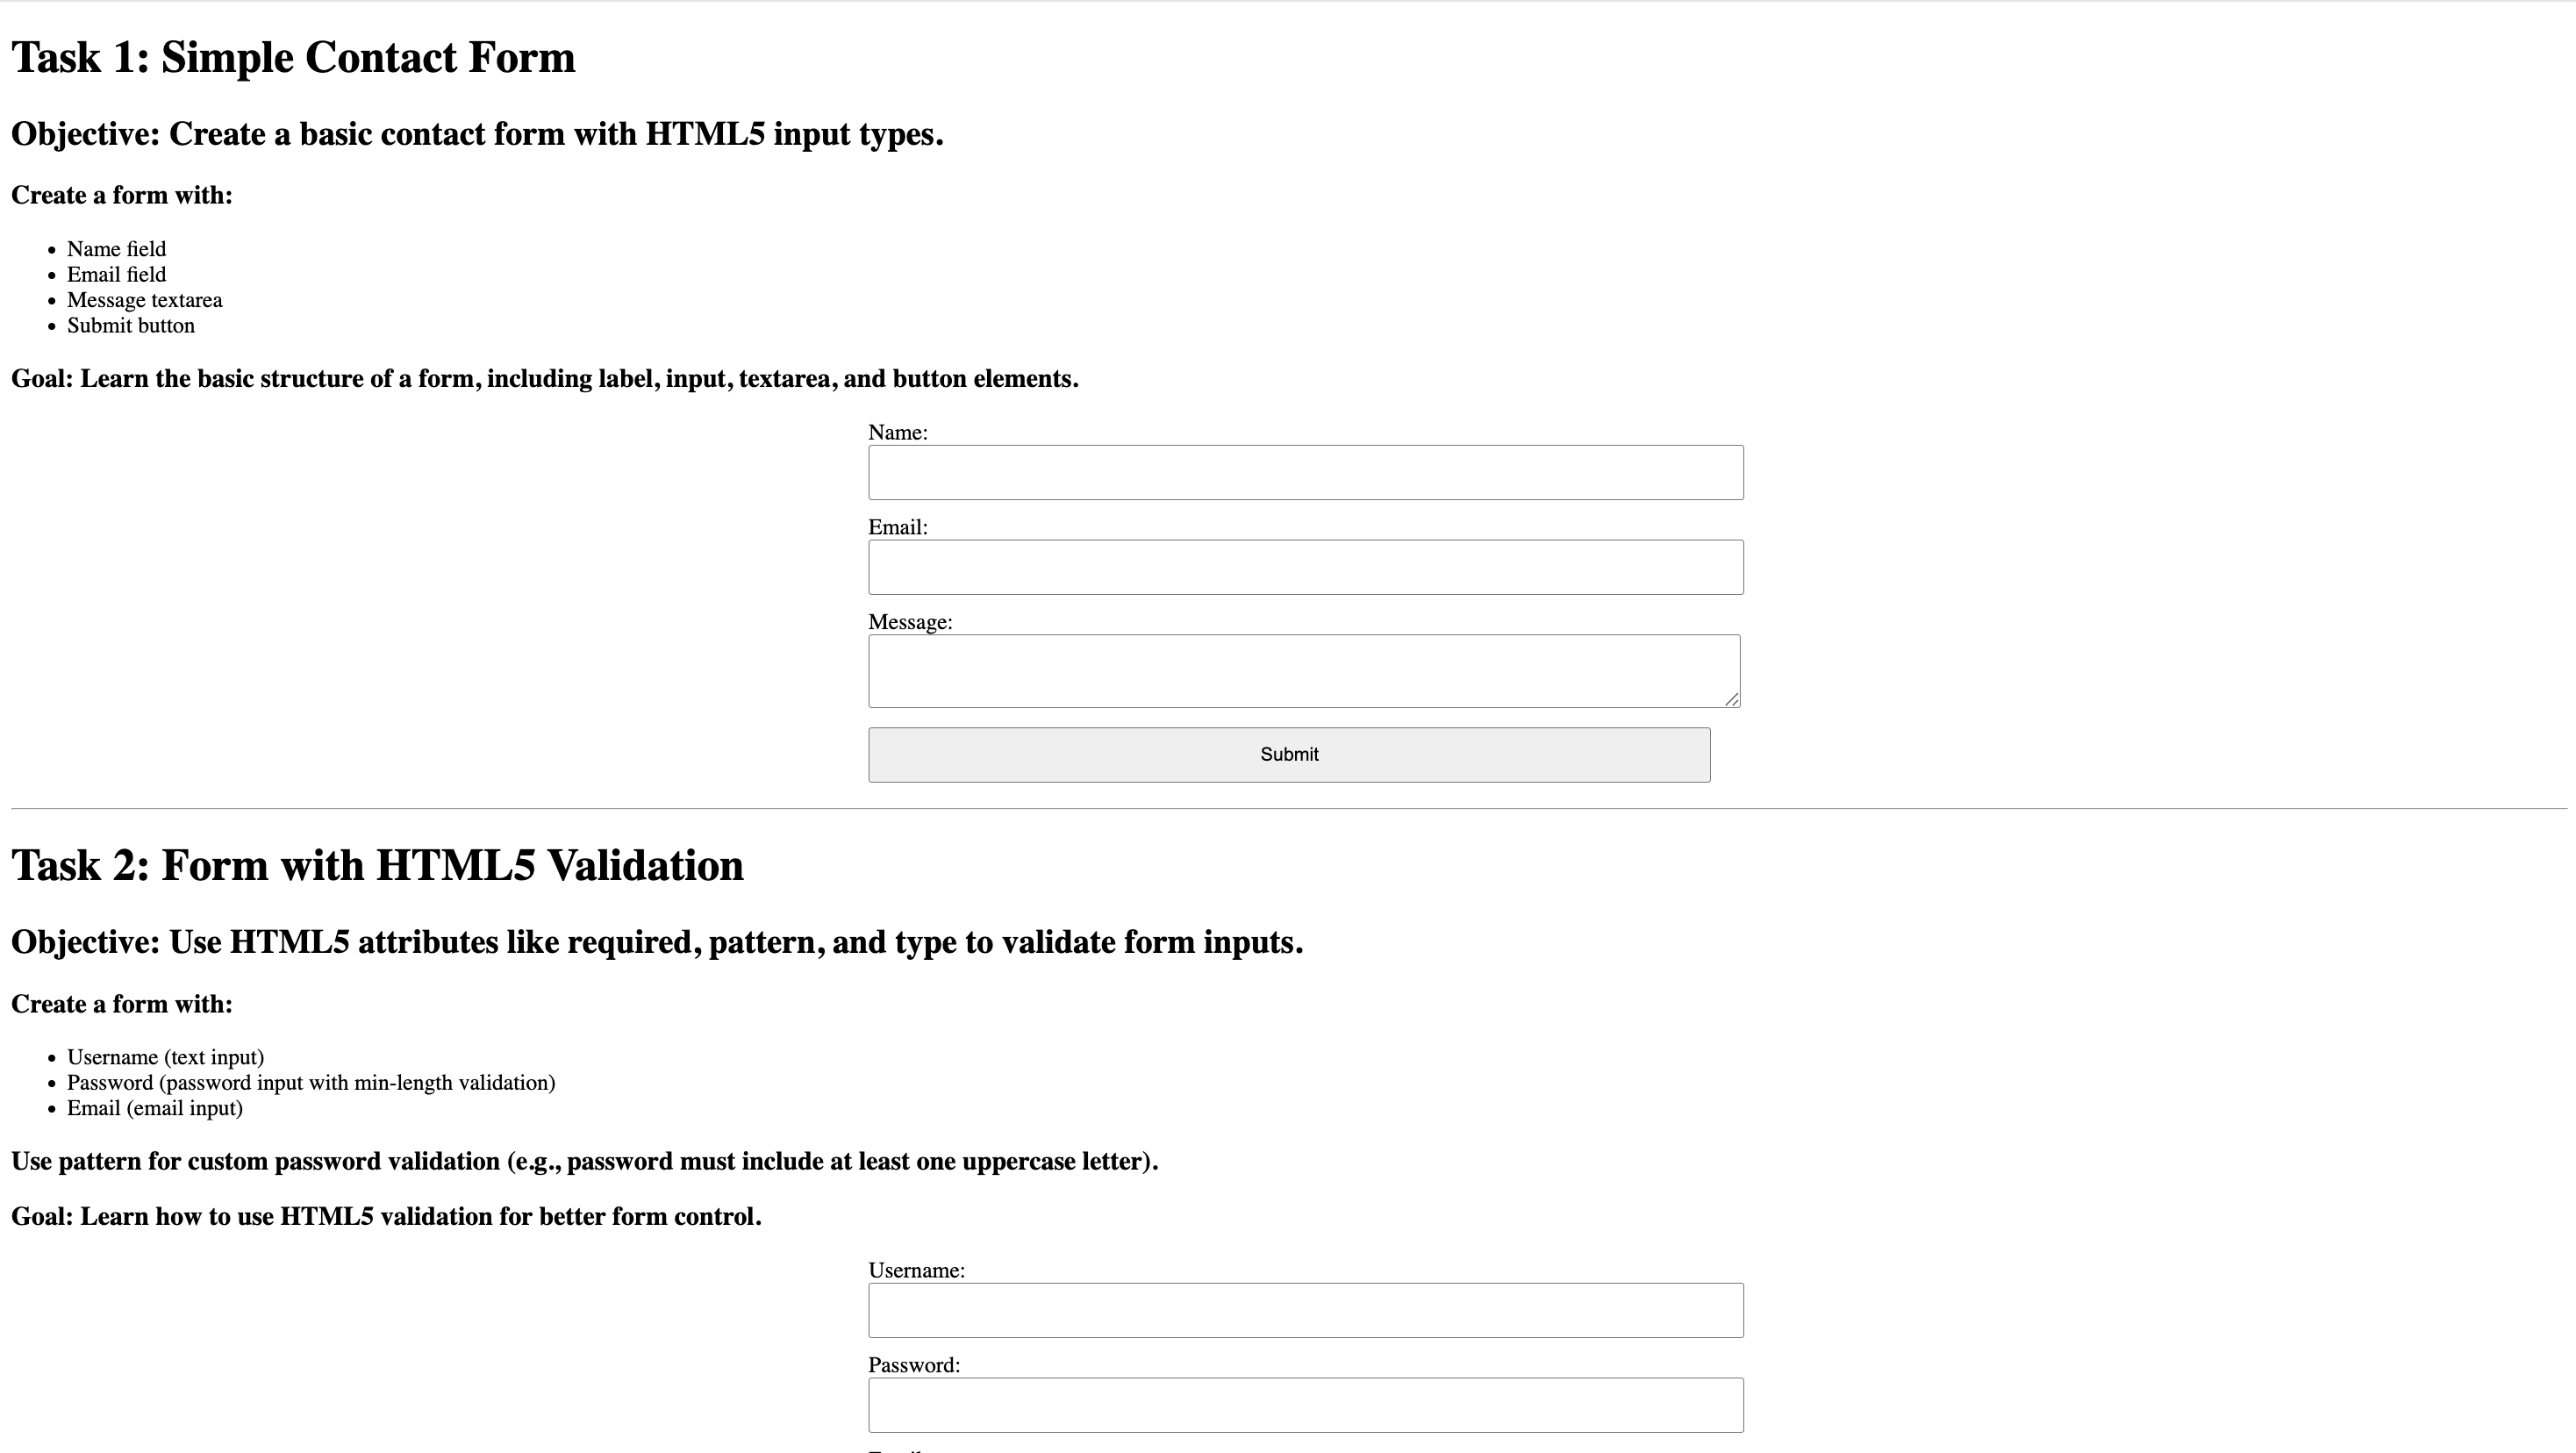 Task 1: Simple Contact Form
Objective: Create a basic contact form with HTML5 input types.
Create a form with:
Name field
Email field
Message textarea
Submit button
Goal: Learn the basic structure of a form, including label, input, textarea, and button elements.
Name:
Email:
Message:
Submit
Task 2: Form with HTML5 Validation
Objective: Use HTML5 attributes like required, pattern, and type to validate form inputs.
Create a form with:
Username (text input)
Password (password input with min-length validation)
Email (email input)
Use pattern for custom password validation (e.g., password must include at least one uppercase letter).
Goal: Learn how to use HTML5 validation for better form control.
Username:
Password: